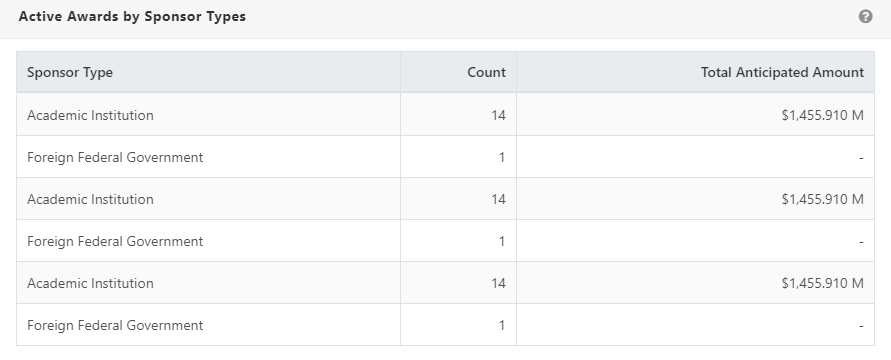 Active Awards by Sponsor Types ?
Sponsor Type Count Total Anticipated Amount
Academic Institution 14 $1,455.910 M
Foreign Federal Government 1 -
Academic Institution 14 $1,455.910 M
Foreign Federal Government 1 -
Academic Institution 14 $1,455.910 M
Foreign Federal Government 1 -